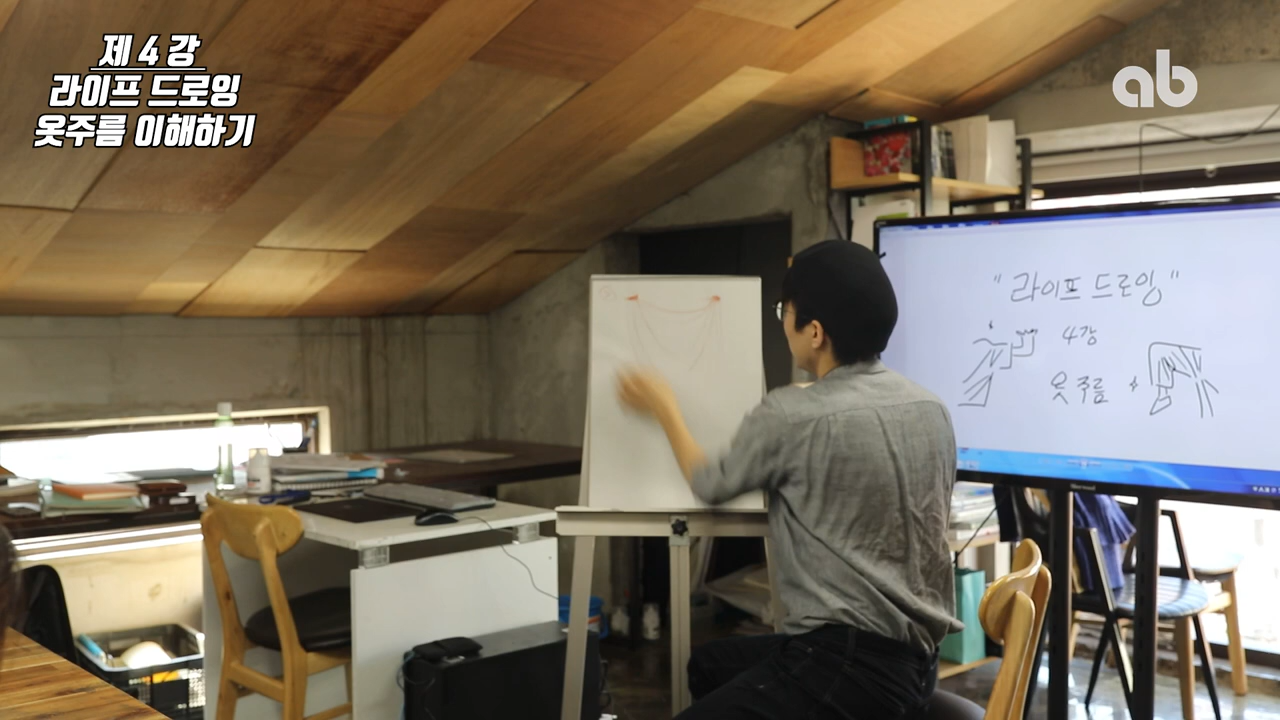 제 4 강
라이프 드로잉
옷주름 이해하기
ab
"라이프 드로잉"
4강
옷 주름